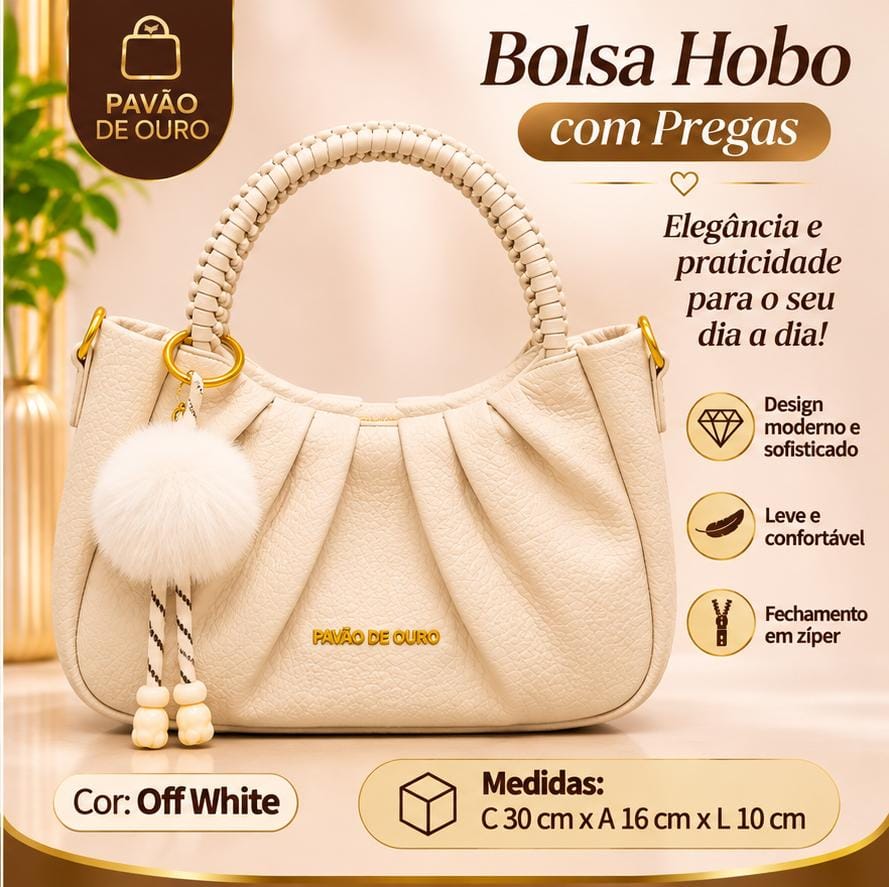 PAVÃO
DE OURO
Bolsa Hobo
com Pregas
Elegância e
praticidade
para o seu
dia a dia!
Design
moderno e
sofisticado
Leve e
confortável
Fechamento
em zíper
PAVÃO DE OURO
Cor: Off White
Medidas:
C 30 cm x A 16 cm x L 10 cm